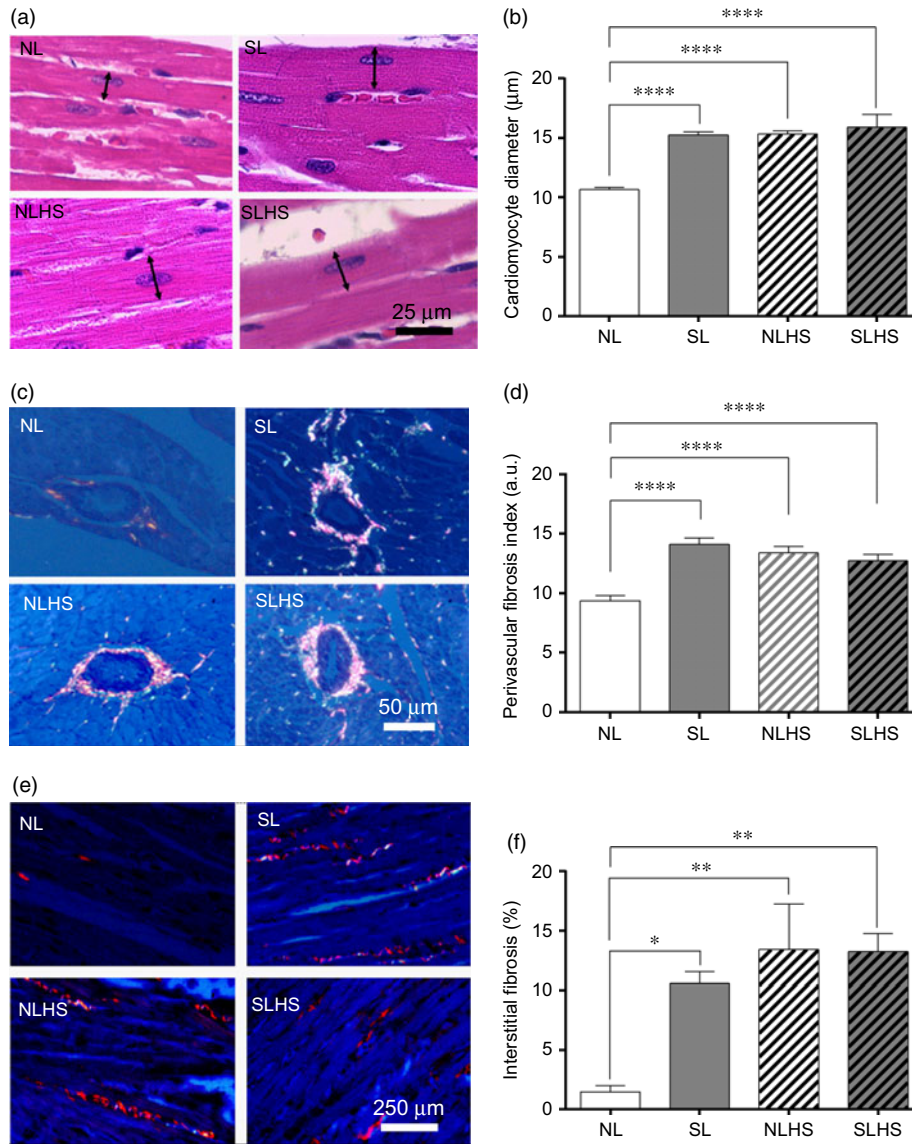 (a)
NL
SL
NLHS
SLHS
25 μm
(b)
****
****
****
20
15
10
5
0
Cardiomyocyte diameter (μm)
NL SL NLHS SLHS
(c)
NL
SL
NLHS
SLHS
50 μm
(d)
****
****
****
20
15
10
5
0
Perivascular fibrosis index (a.u.)
NL SL NLHS SLHS
(e)
NL
SL
NLHS
SLHS
250 μm
(f)
**
**
*
20
15
10
5
0
Interstitial fibrosis (%)
NL SL NLHS SLHS